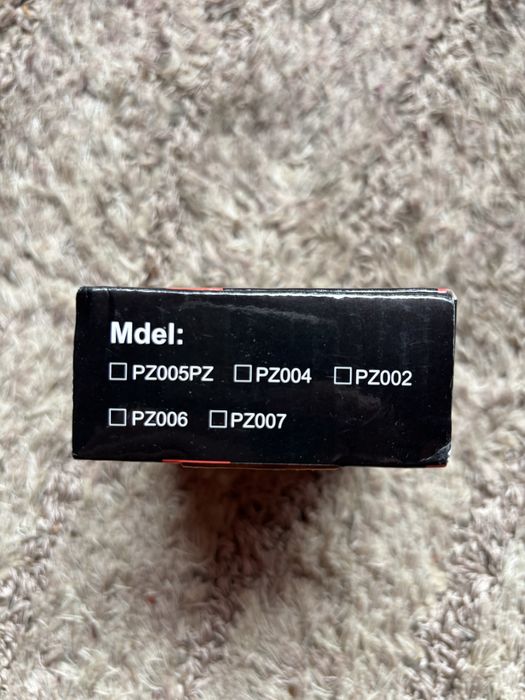 Mdel:
☐ PZ005PZ ☐ PZ004 ☐ PZ002
☐ PZ006 ☐ PZ007